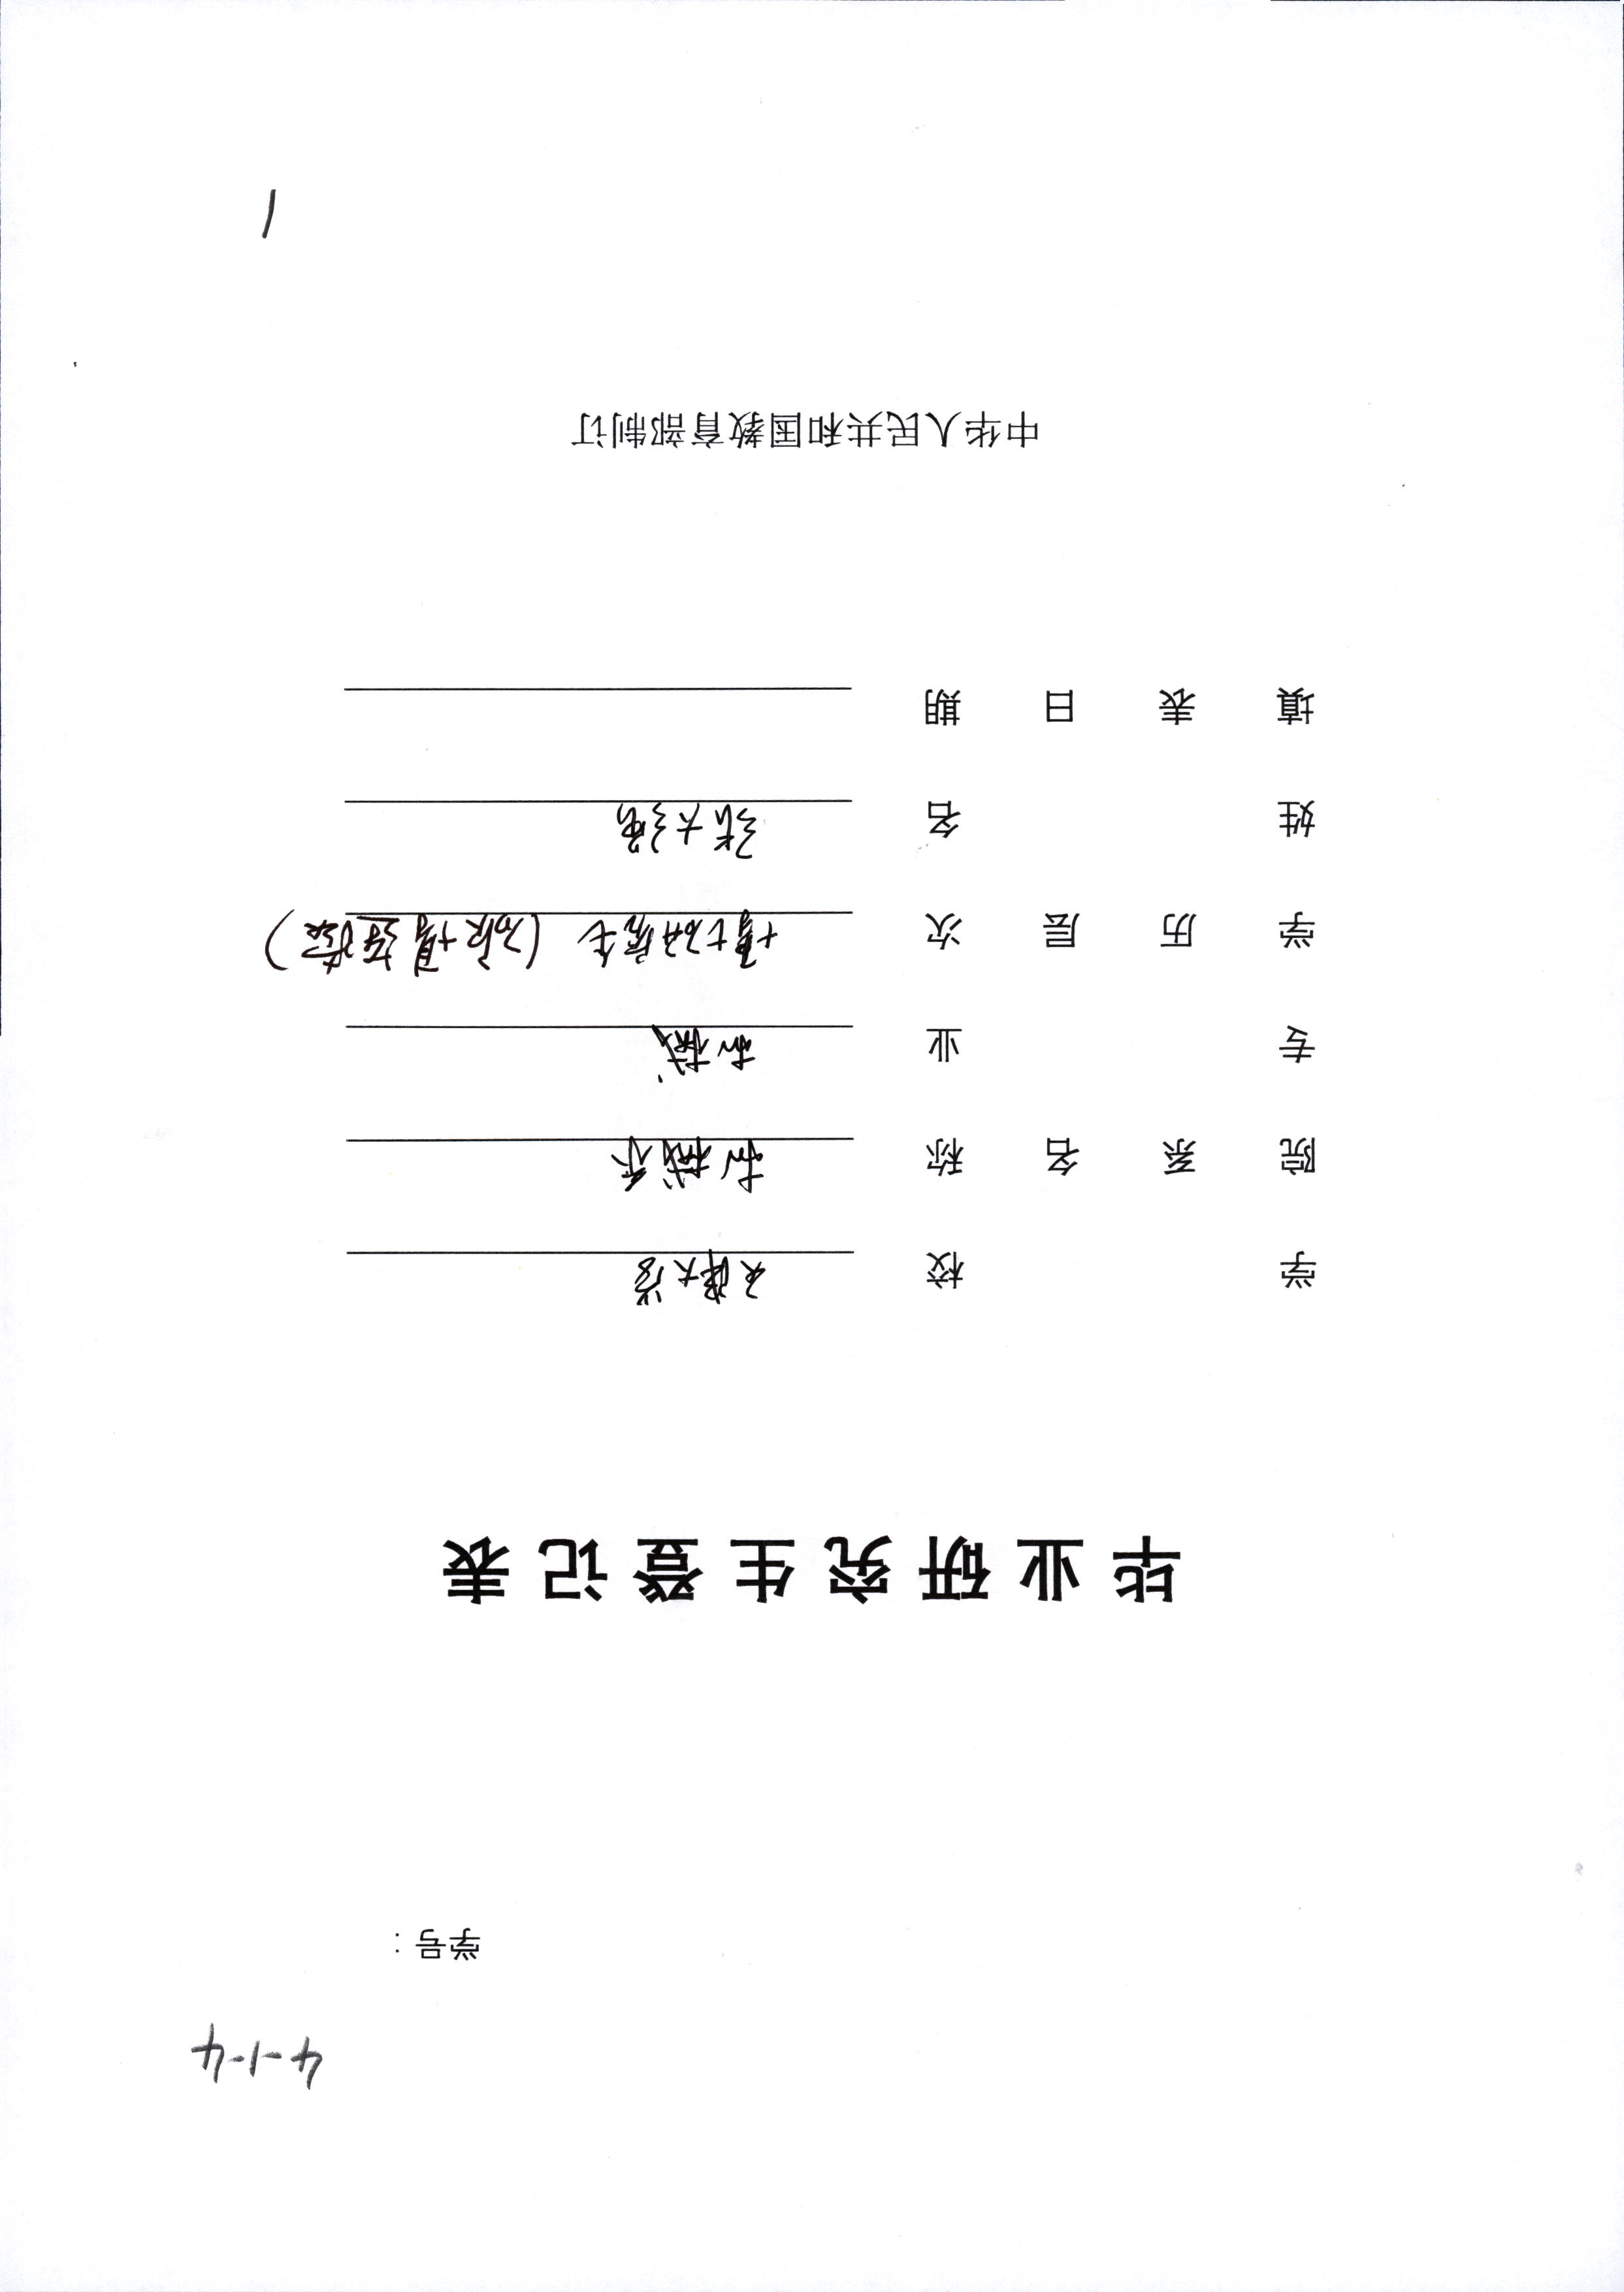 4-1-4
学号：
毕业研究生登记表
学校 天津大学
院系名称 机械系
专业 机械
学历层次 博士研究生（硕博连读）
姓名 张大强
填表日期
中华人民共和国教育部制订
1